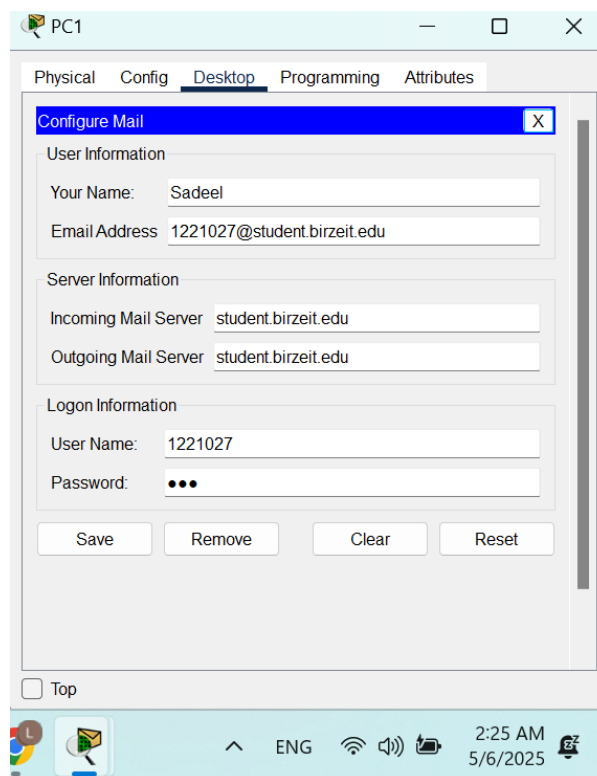 PC1
Physical Config Desktop Programming Attributes
Configure Mail X
User Information
Your Name: Sadeel
Email Address 1221027@student.birzeit.edu
Server Information
Incoming Mail Server student.birzeit.edu
Outgoing Mail Server student.birzeit.edu
Logon Information
User Name: 1221027
Password: ●●●
Save Remove Clear Reset
Top
L
ENG 2:25 AM
5/6/2025